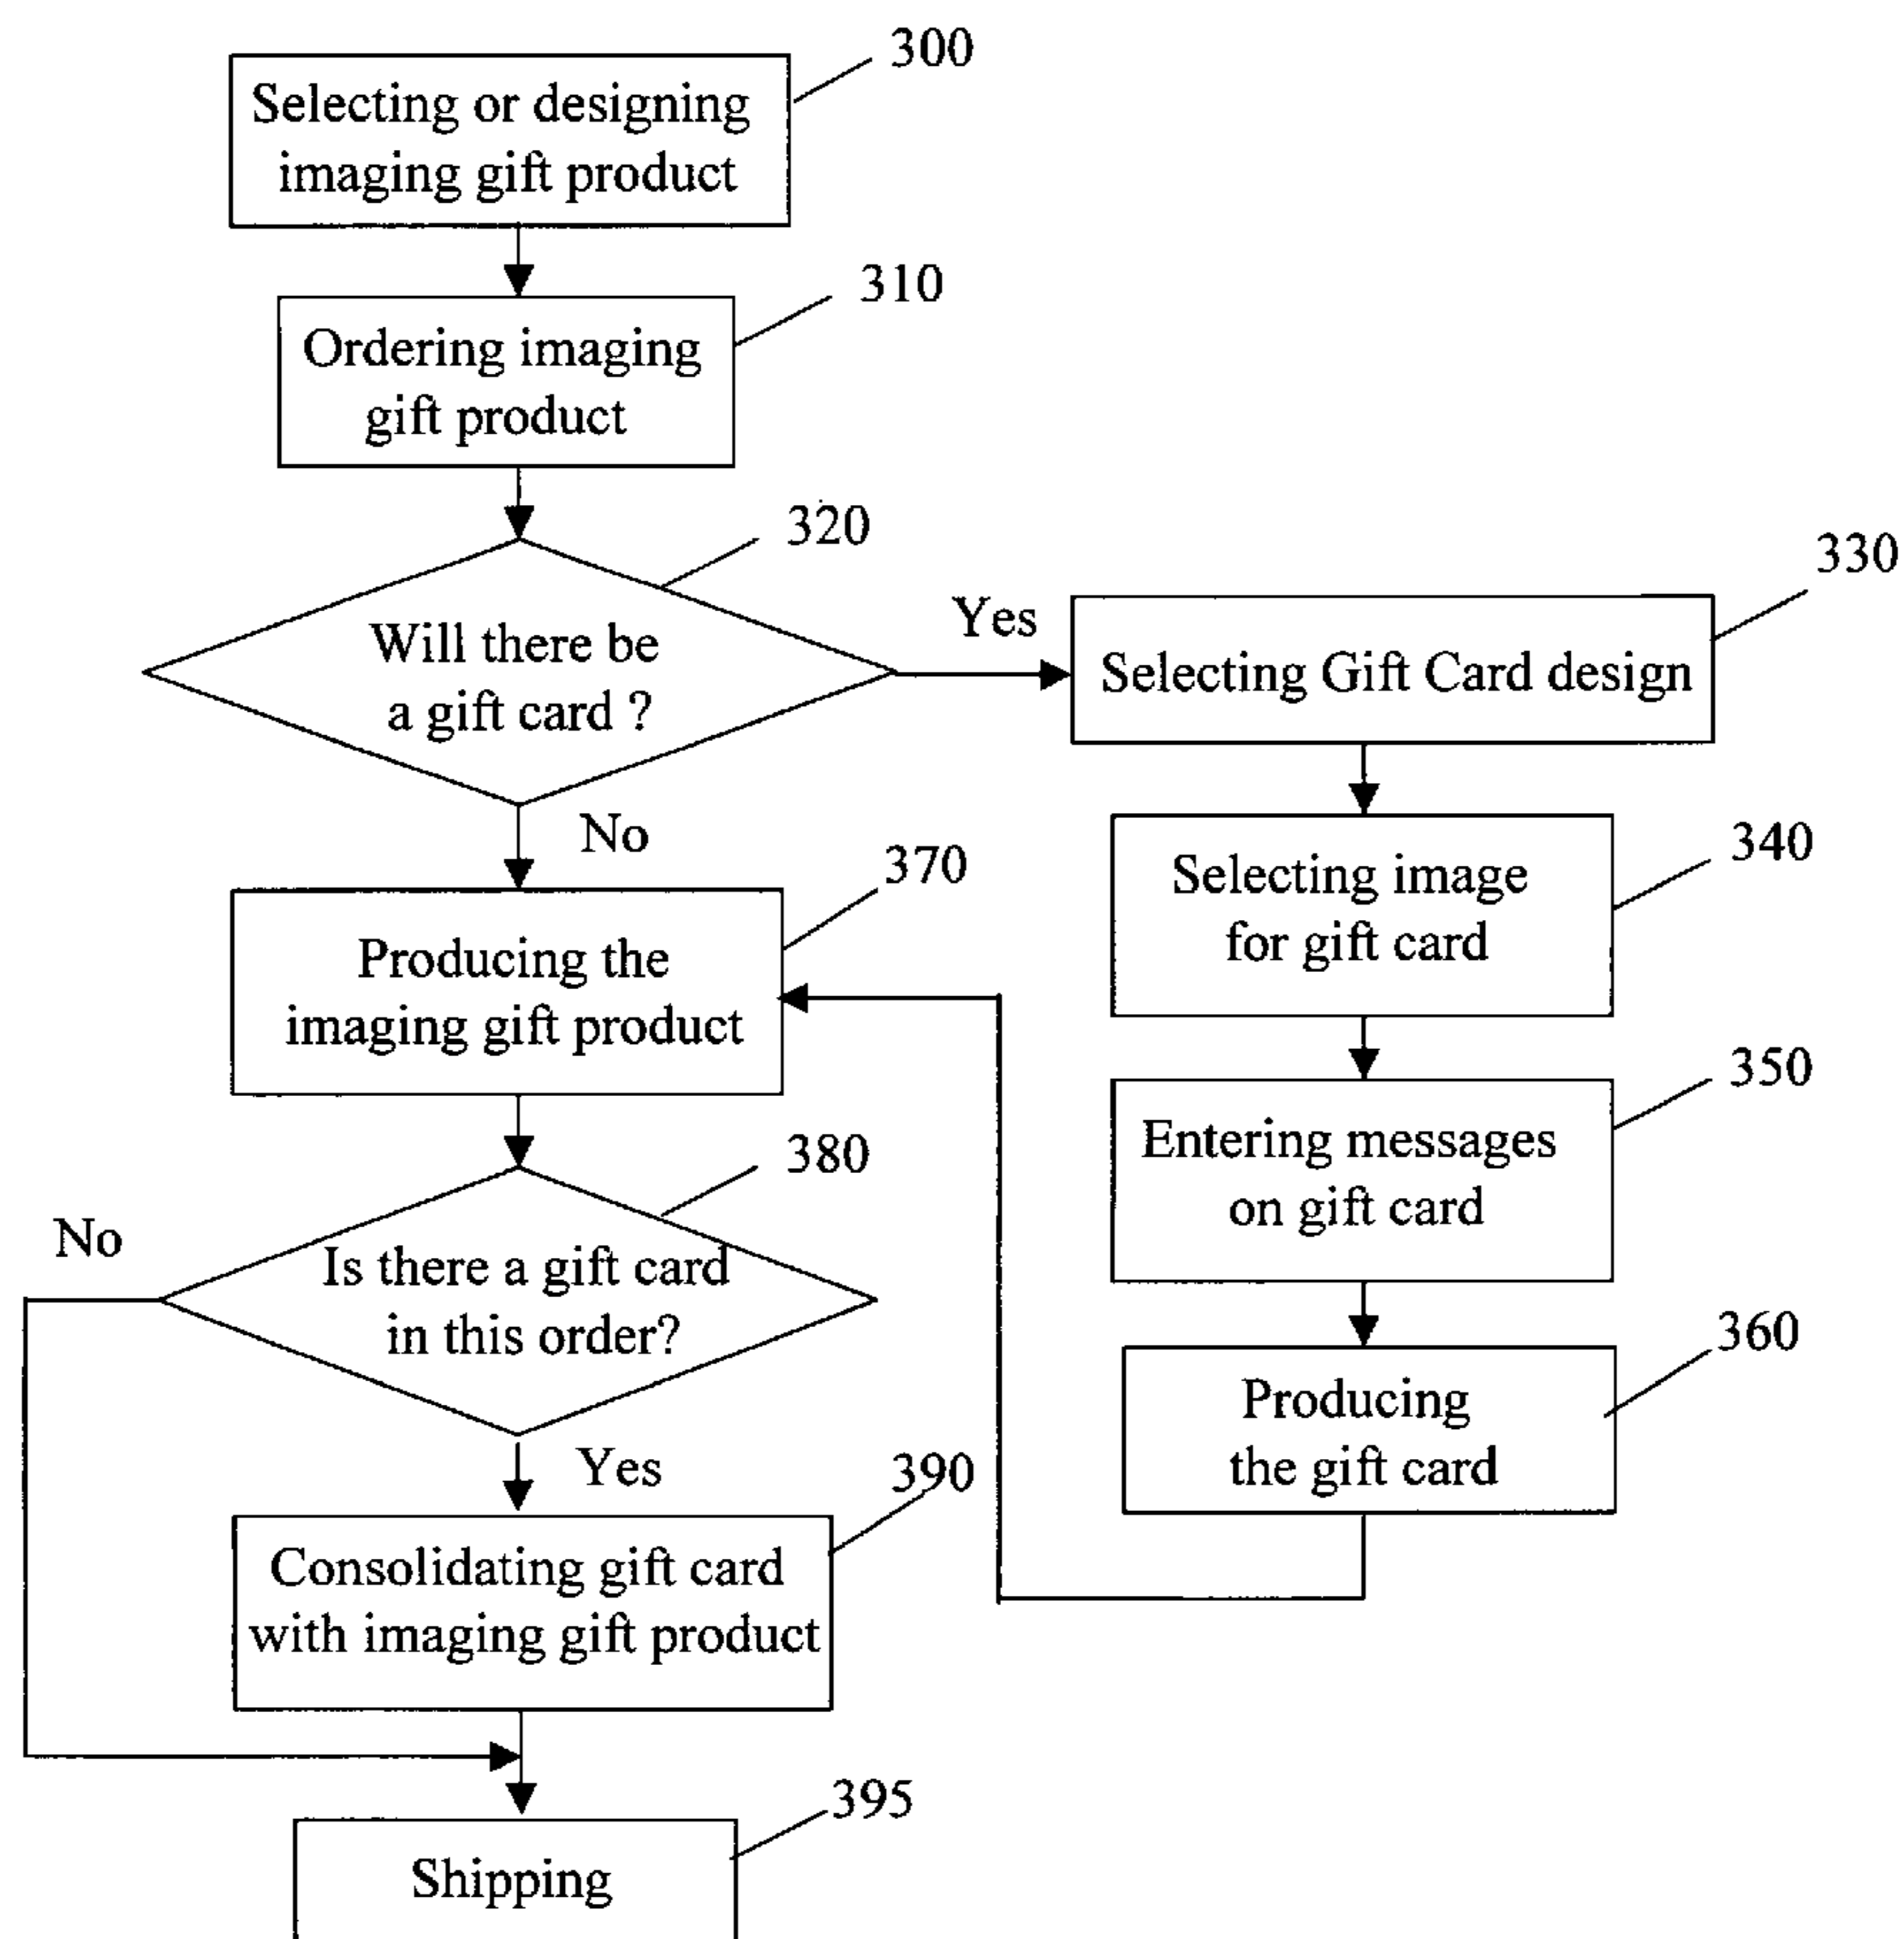 300
Selecting or designing
imaging gift product
310
Ordering imaging
gift product
320
Will there be
a gift card ?
Yes
330
Selecting Gift Card design
No
340
Selecting image
for gift card
370
Producing the
imaging gift product
350
Entering messages
on gift card
380
No
Is there a gift card
in this order?
360
Producing
the gift card
Yes
390
Consolidating gift card
with imaging gift product
395
Shipping